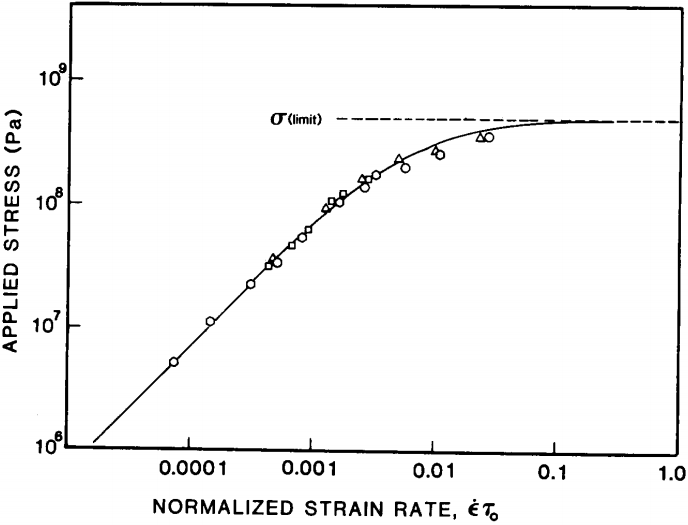 10⁹
σ(limit)
10⁸
10⁷
10⁶
APPLIED STRESS (Pa)
0.0001 0.001 0.01 0.1 1.0
NORMALIZED STRAIN RATE, ε̇τ₀